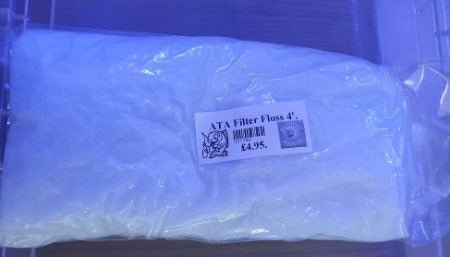 ATA Filter Floss 4'.
£4.95.